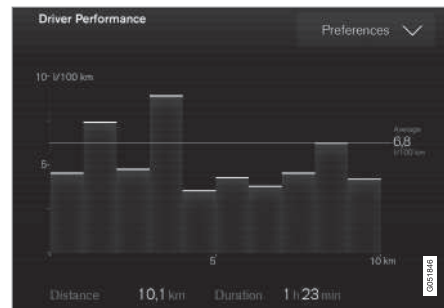 Driver Performance
Preferences
10- l/100 km
Average
6,8
l/100 km
5-
5
10 km
Distance 10,1 km Duration 1 h 23 min
G051846